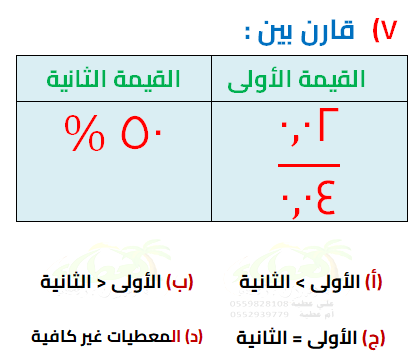 ٧) قارن بين :
القيمة الأولى القيمة الثانية
٠,٠٢
٠,٠٤
٥٠ %
(أ) الأولى > الثانية (ب) الأولى < الثانية
علي عطية 0559828108
أم عطية 0552939779
(ج) الأولى = الثانية (د) المعطيات غير كافية